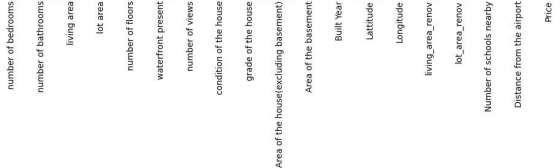 number of bedrooms
number of bathrooms
living area
lot area
number of floors
waterfront present
number of views
condition of the house
grade of the house
Area of the house(excluding basement)
Area of the basement
Built Year
Lattitude
Longitude
living_area_renov
lot_area_renov
Number of schools nearby
Distance from the airport
Price